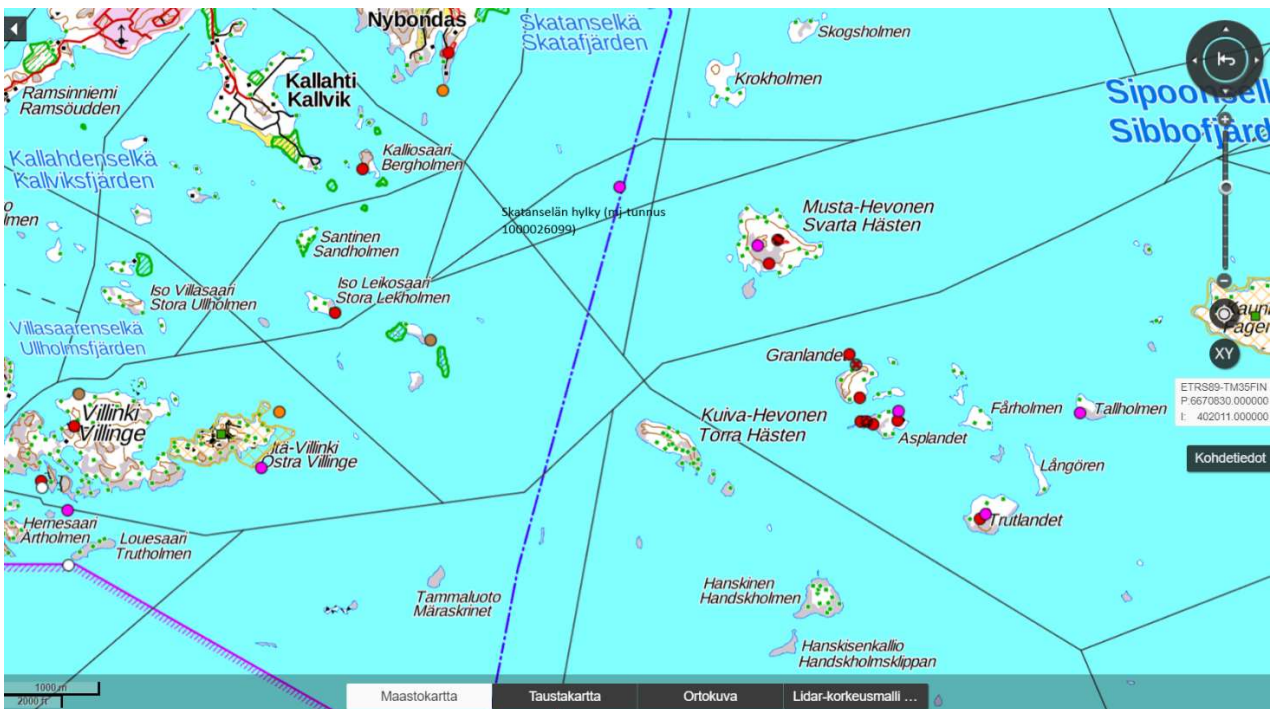 Nybondas
Skatanselkä
Skatafjärden
Skogsholmen
Krokholmen
Sipoonsel
Sibbofjärd
Ramsinniemi
Ramsöudden
Kallahti
Kallvik
Kalliosaari
Bergholmen
Kallahdenselkä
Kallviksfjärden
o
lmen
Skatanselän hylky (mj-tunnus
1000026099)
Musta-Hevonen
Svarta Hästen
Santinen
Sandholmen
Iso Villasaari
Stora Ullholmen
Iso Leikosaari
Stora Lekholmen
Villasaarenselkä
Ullholmsfjärden
Kauni
Fager
XY
Granlandet
ETRS89-TM35FIN
P:6670830.000000
I: 402011.000000
Villinki
Villinge
Itä-Villinki
Östra Villinge
Kuiva-Hevonen
Torra Hästen
Asplandet
Fårholmen
Tallholmen
Långören
Kohdetiedot
Trutlandet
Hernesaari
Ärtholmen
Louesaari
Trutholmen
Tammaluoto
Märaskrinet
Hanskinen
Handskholmen
Hanskisenkallio
Handskholmsklippan
1000 m
2000 ft
Maastokartta
Taustakartta
Ortokuva
Lidar-korkeusmalli ...